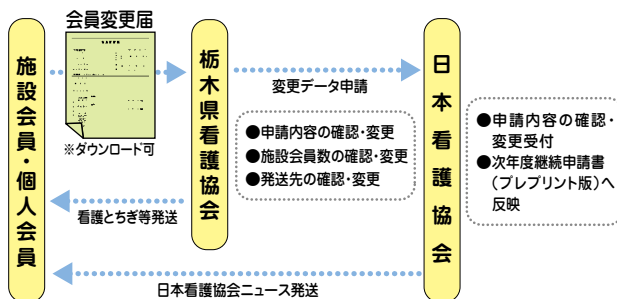 会員変更届
※ダウンロード可
施設会員・個人会員
栃木県看護協会
変更データ申請
●申請内容の確認・変更
●施設会員数の確認・変更
●発送先の確認・変更
日本看護協会
●申請内容の確認・
変更受付
●次年度継続申請書
（プレプリント版）へ
反映
看護とちぎ等発送
日本看護協会ニュース発送